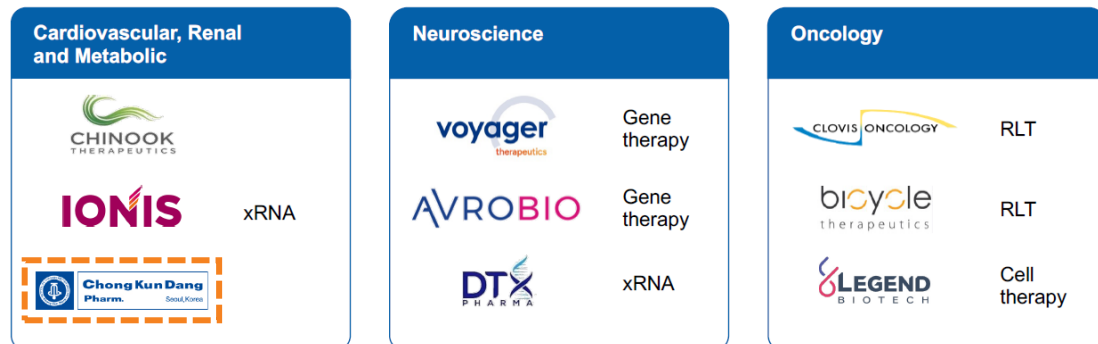 Cardiovascular, Renal
and Metabolic
CHINOOK
THERAPEUTICS
IONIS
xRNA
Chong Kun Dang
Pharm. Seoul,Korea
Neuroscience
voyager
therapeutics
Gene
therapy
AVROBIO
Gene
therapy
DTX
PHARMA
xRNA
Oncology
CLOVIS ONCOLOGY
RLT
bicycle
therapeutics
RLT
LEGEND
BIOTECH
Cell
therapy